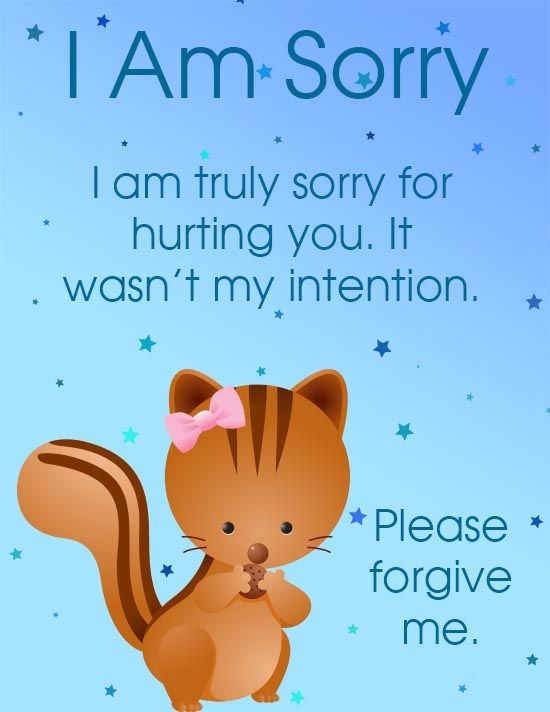 I Am Sorry
I am truly sorry for
hurting you. It
wasn't my intention.
Please
forgive
me.